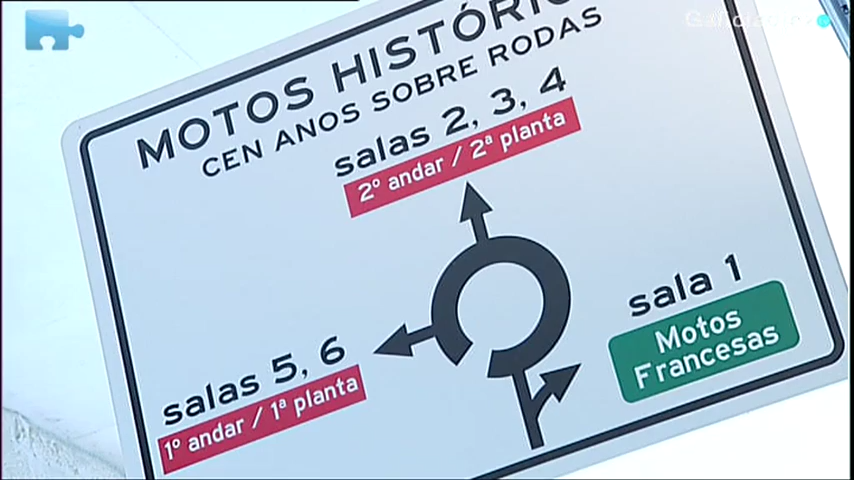 MOTOS HISTÓRIC
CEN ANOS SOBRE RODAS
salas 2, 3, 4
2º andar / 2ª planta
sala 1
Motos
Francesas
salas 5, 6
1º andar / 1ª planta